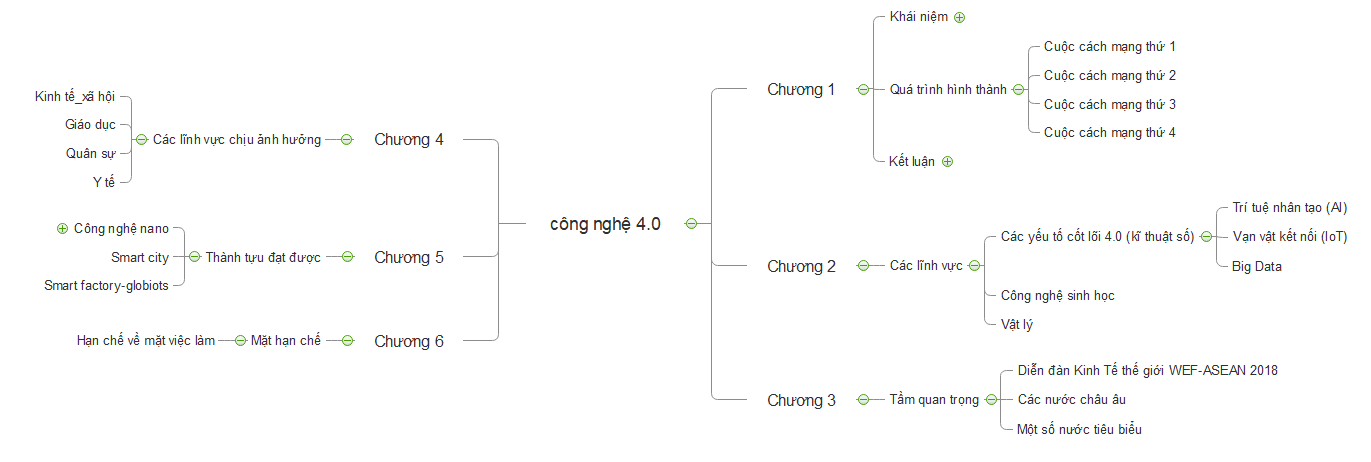 công nghệ 4.0
Chương 1
Khái niệm
Quá trình hình thành
Cuộc cách mạng thứ 1
Cuộc cách mạng thứ 2
Cuộc cách mạng thứ 3
Cuộc cách mạng thứ 4
Kết luận
Chương 2
Các lĩnh vực
Các yếu tố cốt lõi 4.0 (kĩ thuật số)
Trí tuệ nhân tạo (AI)
Vạn vật kết nối (IoT)
Big Data
Công nghệ sinh học
Vật lý
Chương 3
Tầm quan trọng
Diễn đàn Kinh Tế thế giới WEF-ASEAN 2018
Các nước châu âu
Một số nước tiêu biểu
Chương 4
Các lĩnh vực chịu ảnh hưởng
Kinh tế_xã hội
Giáo dục
Quân sự
Y tế
Chương 5
Thành tựu đạt được
Công nghệ nano
Smart city
Smart factory-globiots
Chương 6
Mặt hạn chế
Hạn chế về mặt việc làm